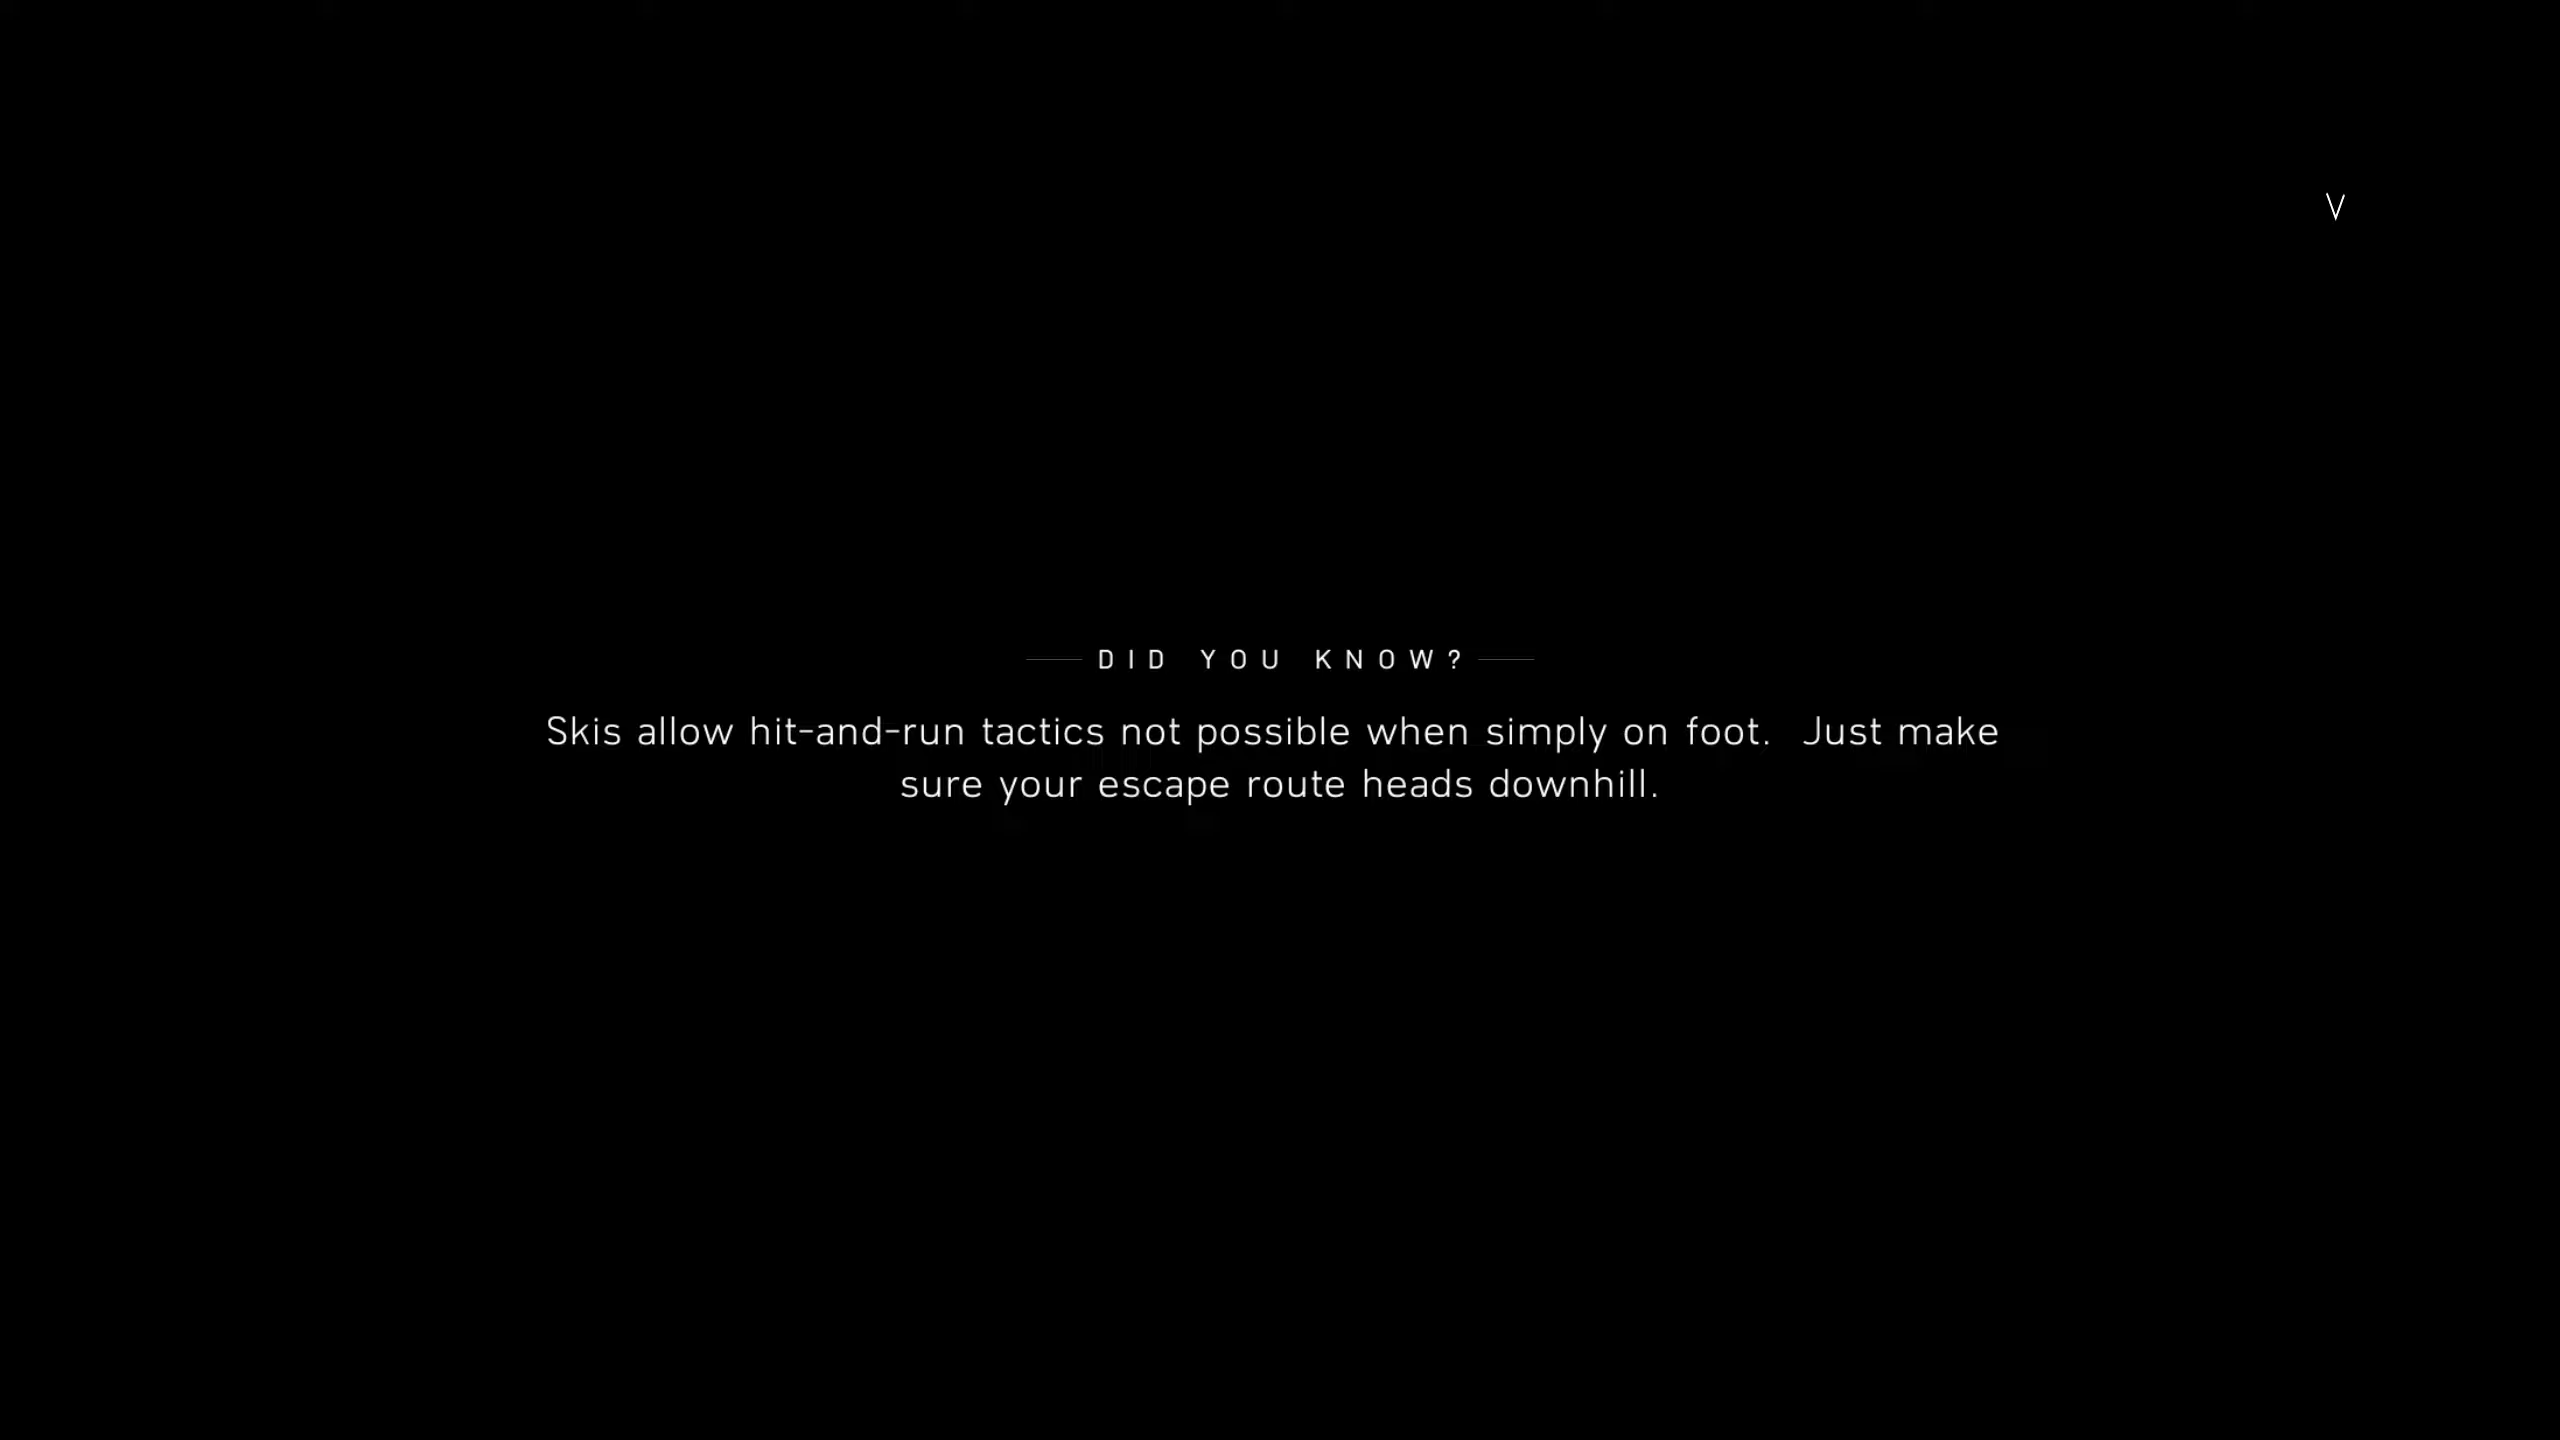 V
DID YOU KNOW?
Skis allow hit-and-run tactics not possible when simply on foot.  Just make
sure your escape route heads downhill.